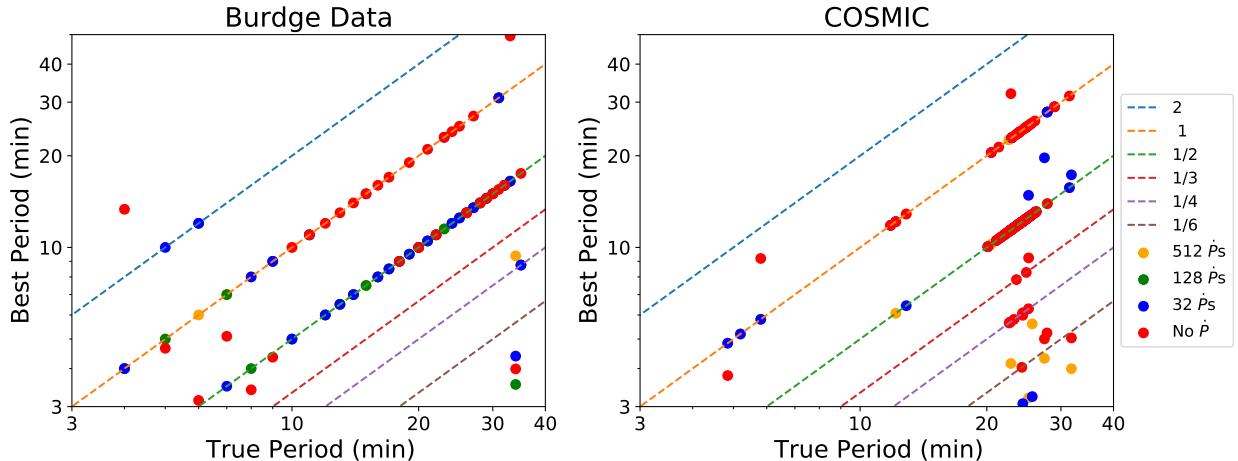 Burdge Data
COSMIC
Best Period (min)
40
30
20
10
3
3
10
20
30
40
True Period (min)
Best Period (min)
40
30
20
10
3
3
10
20
30
40
True Period (min)
2
1
1/2
1/3
1/4
1/6
512 Ṗs
128 Ṗs
32 Ṗs
No Ṗ